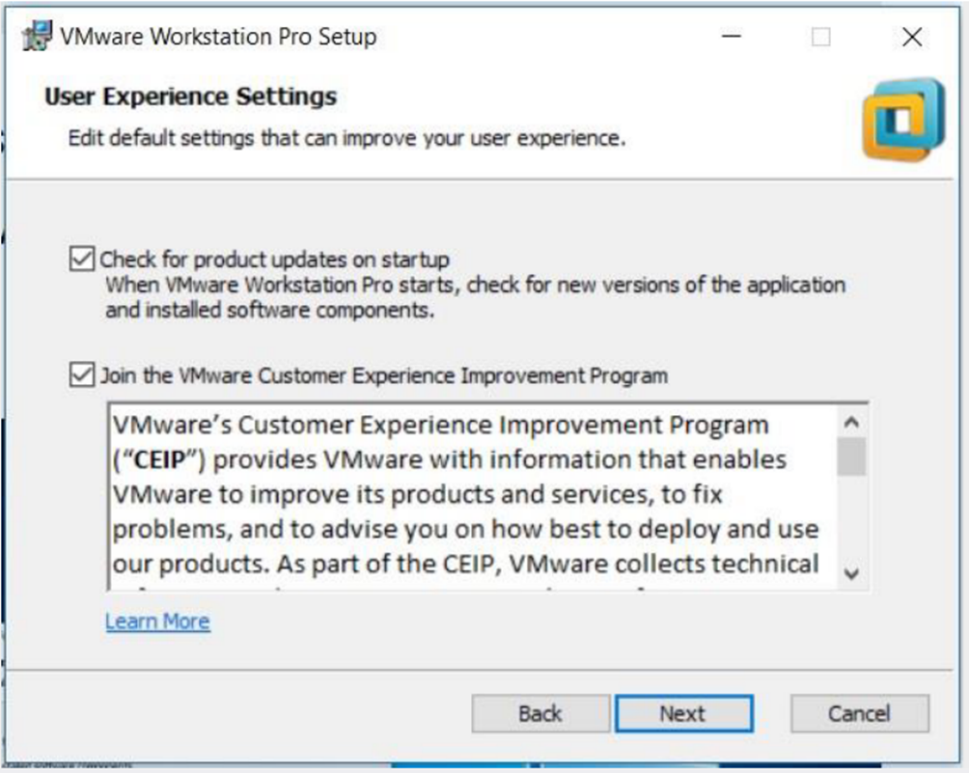 VMware Workstation Pro Setup
User Experience Settings
Edit default settings that can improve your user experience.
Check for product updates on startup
When VMware Workstation Pro starts, check for new versions of the application
and installed software components.
Join the VMware Customer Experience Improvement Program
VMware's Customer Experience Improvement Program
("CEIP") provides VMware with information that enables
VMware to improve its products and services, to fix
problems, and to advise you on how best to deploy and use
our products. As part of the CEIP, VMware collects technical
Learn More
Back Next Cancel
software components.